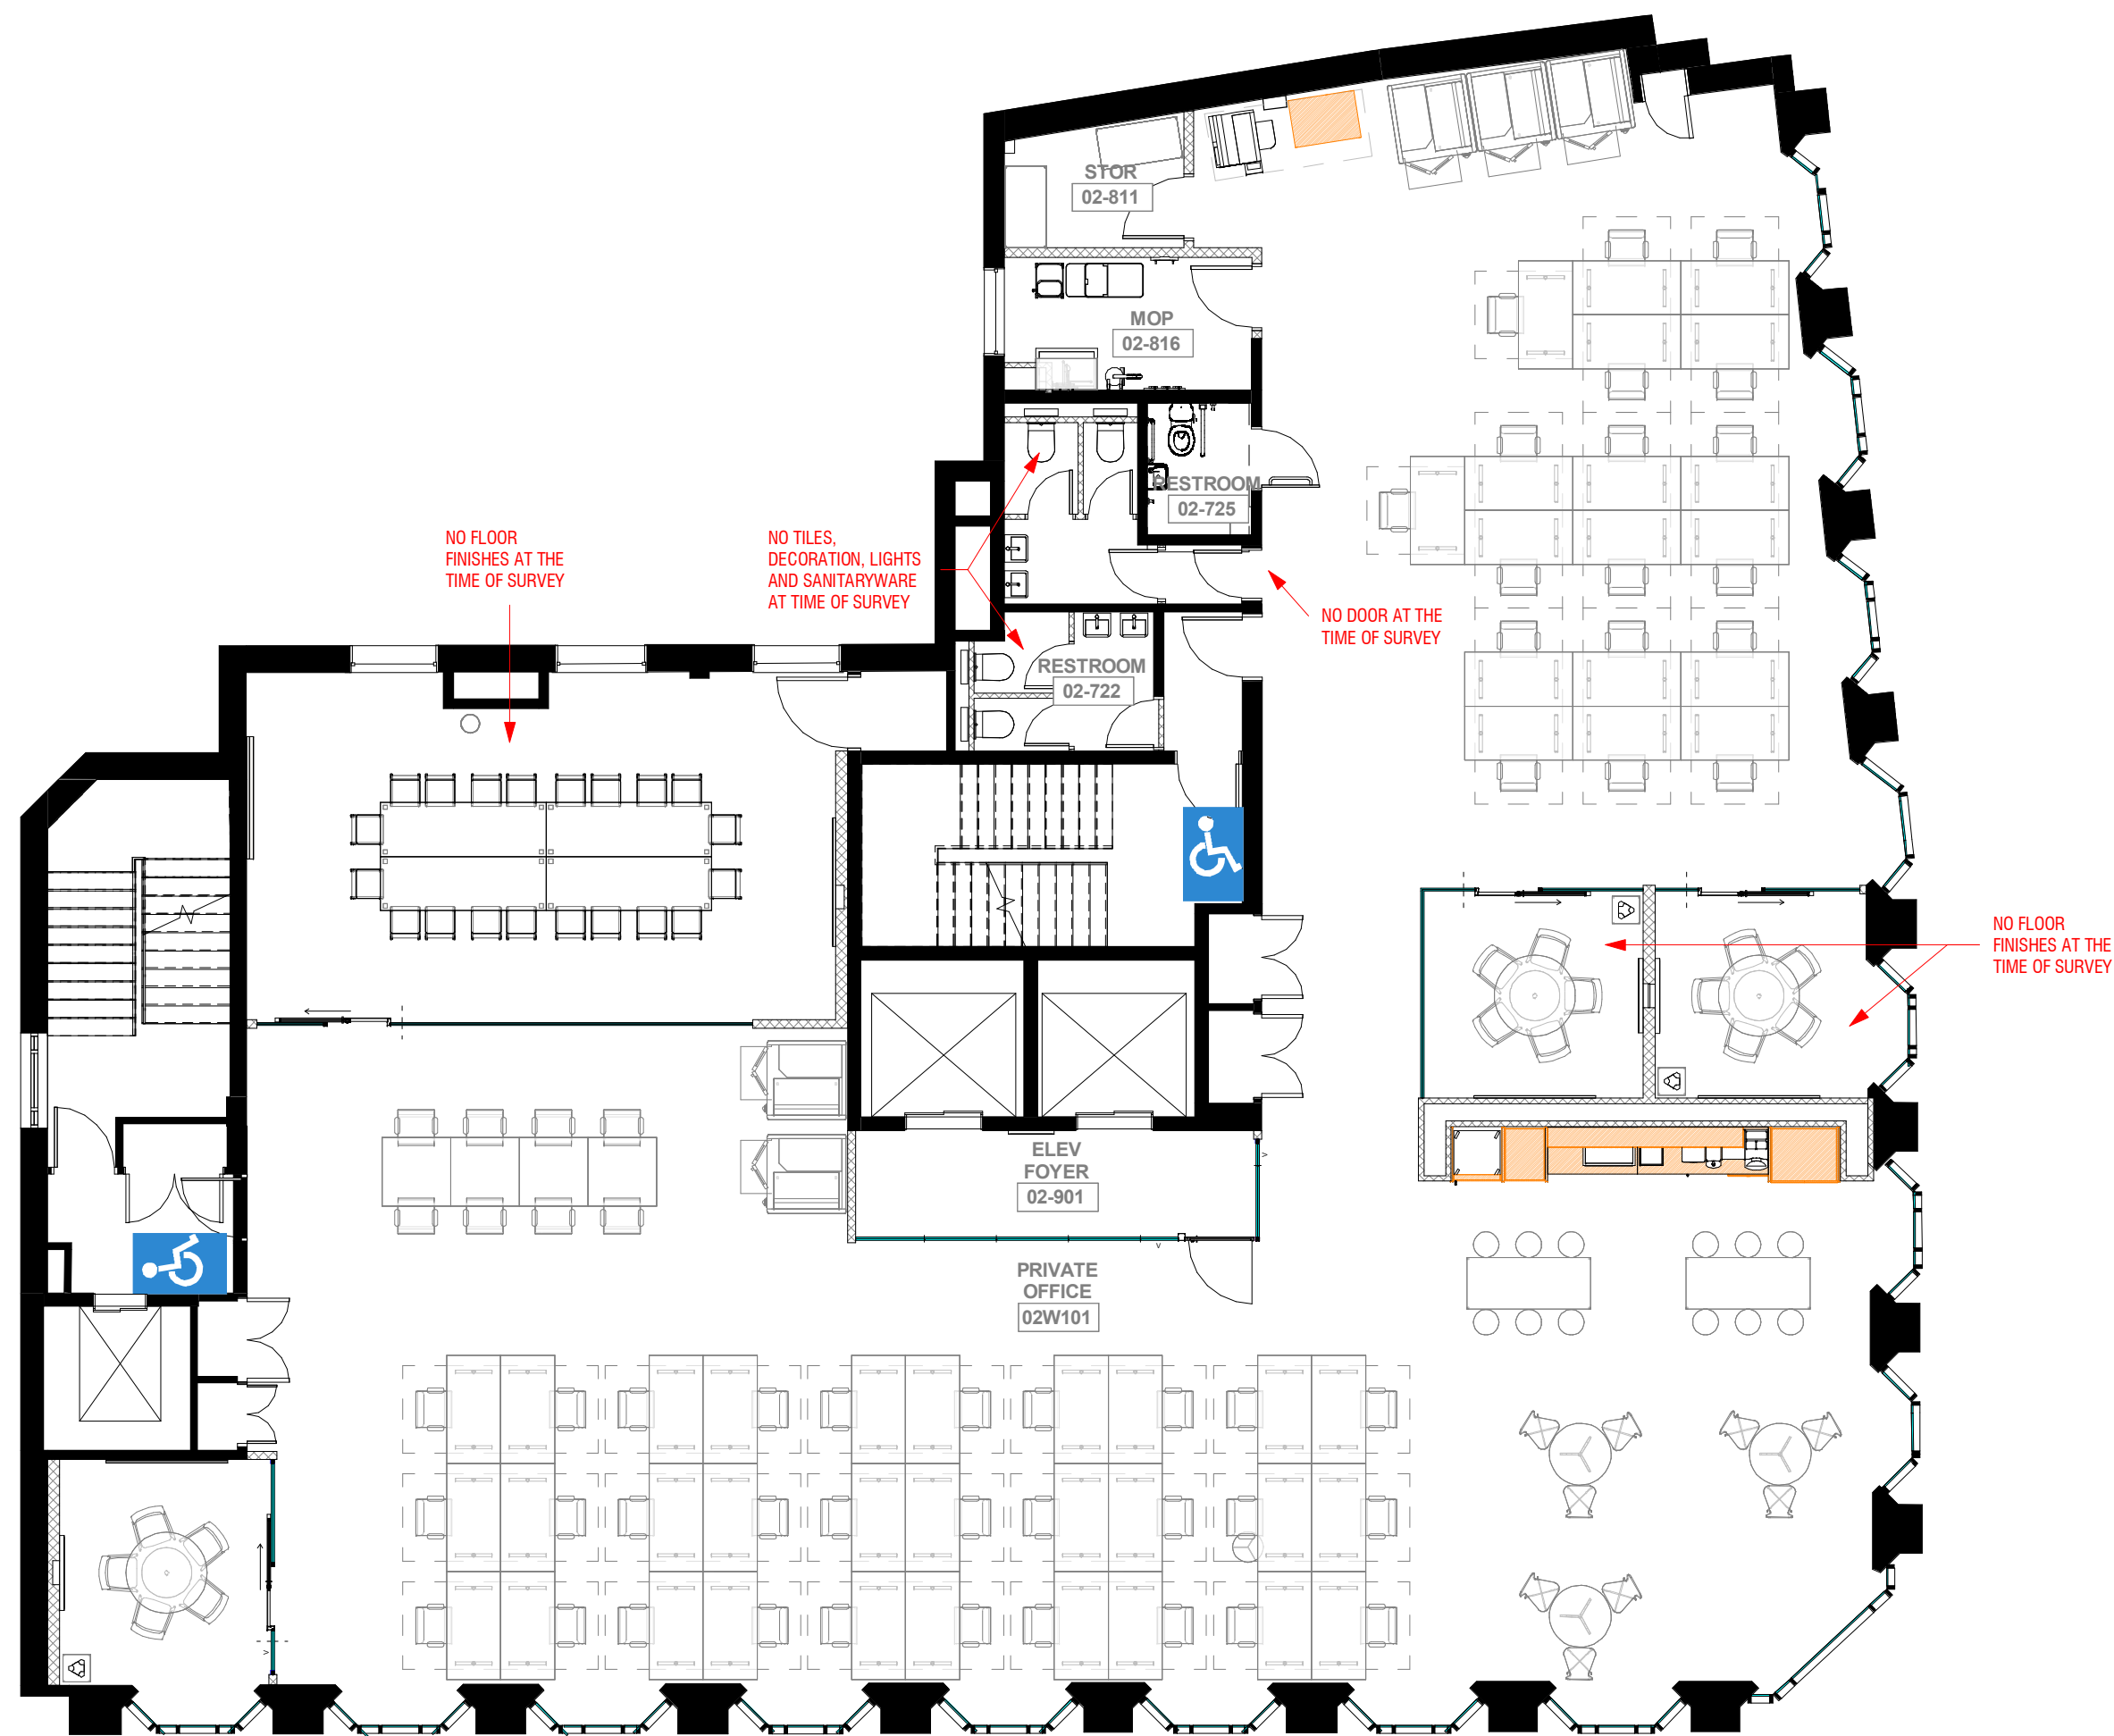 STOR
02-811
MOP
02-816
RESTROOM
02-725
NO FLOOR
FINISHES AT THE
TIME OF SURVEY
NO TILES,
DECORATION, LIGHTS
AND SANITARYWARE
AT TIME OF SURVEY
NO DOOR AT THE
TIME OF SURVEY
RESTROOM
02-722
NO FLOOR
FINISHES AT THE
TIME OF SURVEY
ELEV
FOYER
02-901
PRIVATE
OFFICE
02W101